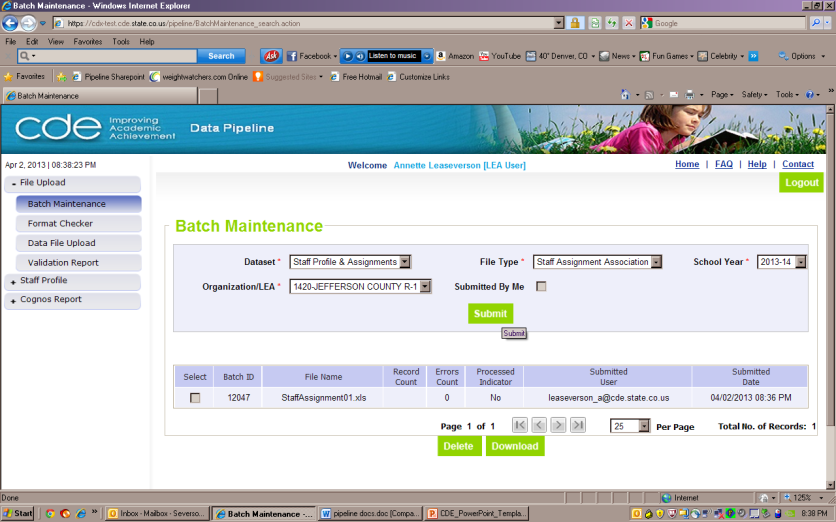 Batch Maintenance - Windows Internet Explorer
https://cdx-test.cde.state.co.us/pipeline/BatchMaintenance_search.action
Google
File Edit View Favorites Tools Help
Search Ask Facebook Listen to music Amazon YouTube 40° Denver, CO News Fun Games Celebrity Options
Favorites Pipeline Sharepoint weightwatchers.com Online Suggested Sites Free Hotmail Customize Links
Batch Maintenance Page Safety Tools
cde Improving Academic Achievement Data Pipeline
Apr 2, 2013 | 08:38:23 PM Welcome Annette Leaseverson [LEA User] Home | FAQ | Help | Contact
Logout
File Upload
Batch Maintenance
Format Checker
Data File Upload
Validation Report
Staff Profile
Cognos Report
Batch Maintenance
Dataset * Staff Profile & Assignments File Type * Staff Assignment Association School Year * 2013-14
Organization/LEA * 1420-JEFFERSON COUNTY R-1 Submitted By Me
Submit
Submit
Select Batch ID File Name Record Count Errors Count Processed Indicator Submitted User Submitted Date
12047 StaffAssignment01.xls 0 No leaseverson_a@cde.state.co.us 04/02/2013 08:36 PM
Page 1 of 1 25 Per Page Total No. of Records: 1
Delete Download
Done Internet 125%
Start Inbox - Mailbox - Severso... Batch Maintenance -... pipeline docs.doc [Compa... CDE_PowerPoint_Templa... 8:38 PM